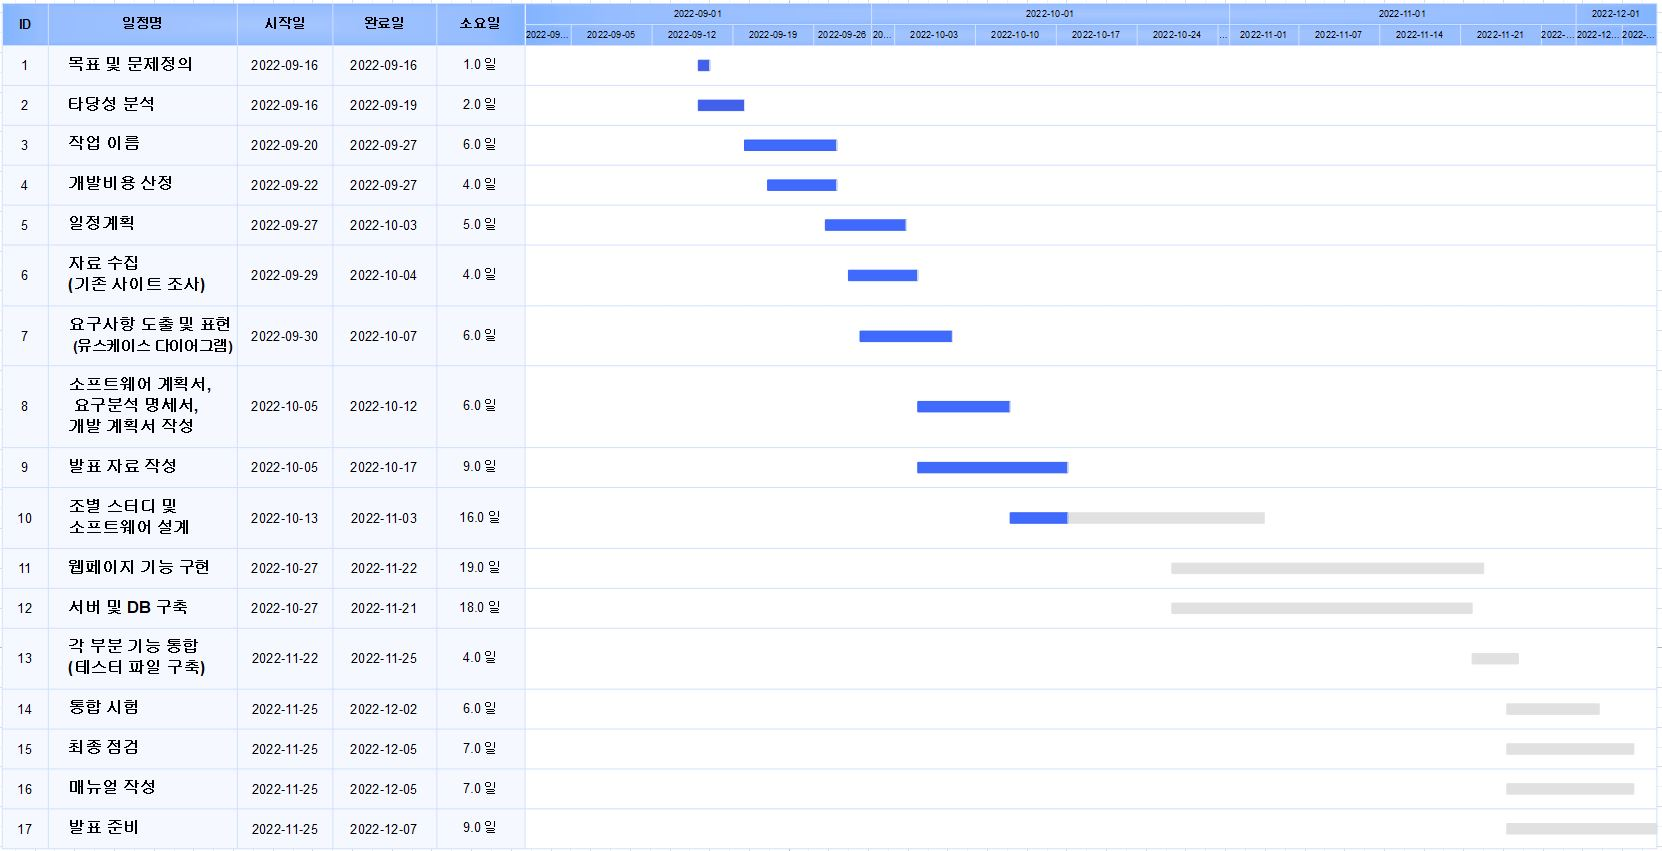 ID 일정명 시작일 완료일 소요일 2022-09-01 2022-10-01 2022-11-01 2022-12-01
2022-09... 2022-09-05 2022-09-12 2022-09-19 2022-09-26 20... 2022-10-03 2022-10-10 2022-10-17 2022-10-24 ... 2022-11-01 2022-11-07 2022-11-14 2022-11-21 2022-... 2022-12... 2022-...
1 목표 및 문제정의 2022-09-16 2022-09-16 1.0 일
2 타당성 분석 2022-09-16 2022-09-19 2.0 일
3 작업 이름 2022-09-20 2022-09-27 6.0 일
4 개발비용 산정 2022-09-22 2022-09-27 4.0 일
5 일정계획 2022-09-27 2022-10-03 5.0 일
6 자료 수집 2022-09-29 2022-10-04 4.0 일
(기존 사이트 조사)
7 요구사항 도출 및 표현 2022-09-30 2022-10-07 6.0 일
(유스케이스 다이어그램)
소프트웨어 계획서,
8 요구분석 명세서, 2022-10-05 2022-10-12 6.0 일
개발 계획서 작성
9 발표 자료 작성 2022-10-05 2022-10-17 9.0 일
10 조별 스터디 및 2022-10-13 2022-11-03 16.0 일
소프트웨어 설계
11 웹페이지 기능 구현 2022-10-27 2022-11-22 19.0 일
12 서버 및 DB 구축 2022-10-27 2022-11-21 18.0 일
13 각 부분 기능 통합 2022-11-22 2022-11-25 4.0 일
(테스터 파일 구축)
14 통합 시험 2022-11-25 2022-12-02 6.0 일
15 최종 점검 2022-11-25 2022-12-05 7.0 일
16 매뉴얼 작성 2022-11-25 2022-12-05 7.0 일
17 발표 준비 2022-11-25 2022-12-07 9.0 일